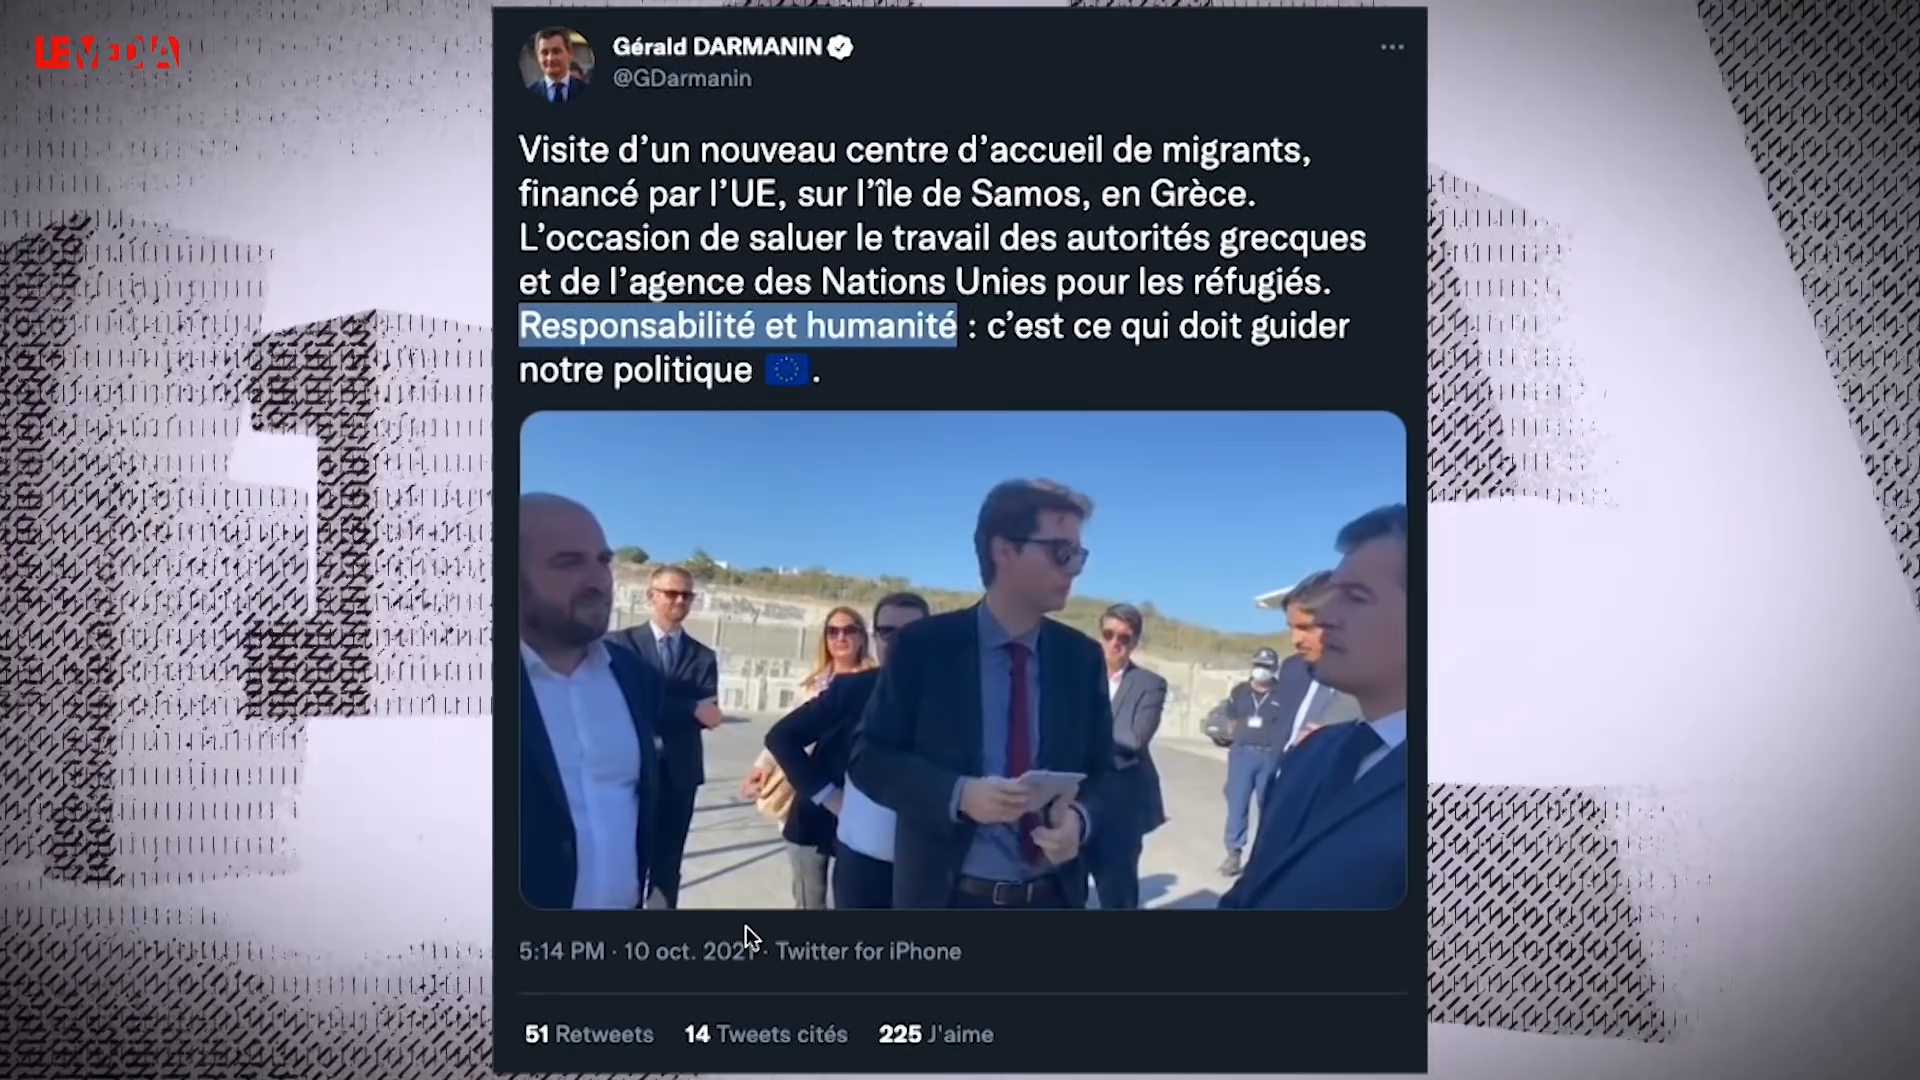 LEMEDIA
Gérald DARMANIN
@GDarmanin
Visite d’un nouveau centre d’accueil de migrants,
financé par l’UE, sur l’île de Samos, en Grèce.
L’occasion de saluer le travail des autorités grecques
et de l’agence des Nations Unies pour les réfugiés.
Responsabilité et humanité : c’est ce qui doit guider
notre politique 🇪🇺.
5:14 PM · 10 oct. 2021 · Twitter for iPhone
51 Retweets 14 Tweets cités 225 J'aime